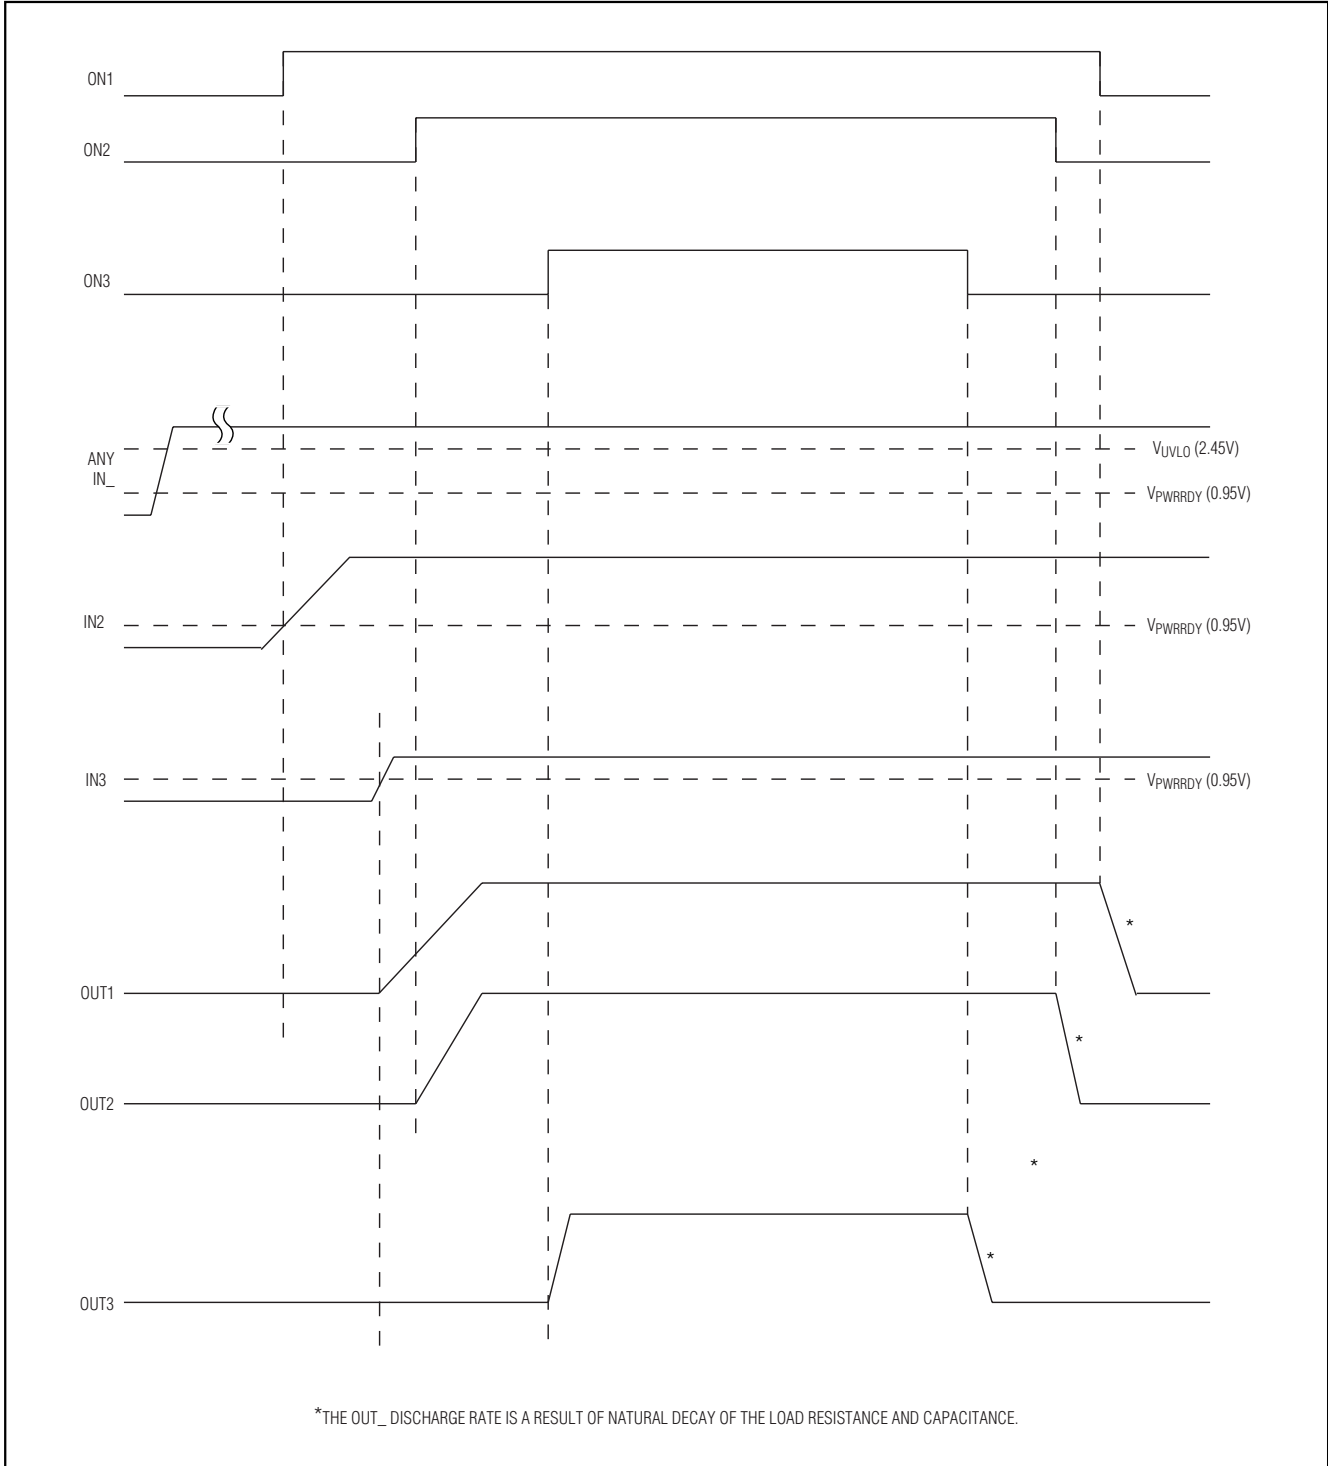 ON1
ON2
ON3
ANY
IN_
VUVLO (2.45V)
VPWRRDY (0.95V)
IN2
VPWRRDY (0.95V)
IN3
VPWRRDY (0.95V)
*
OUT1
*
OUT2
*
*
OUT3
*THE OUT_ DISCHARGE RATE IS A RESULT OF NATURAL DECAY OF THE LOAD RESISTANCE AND CAPACITANCE.